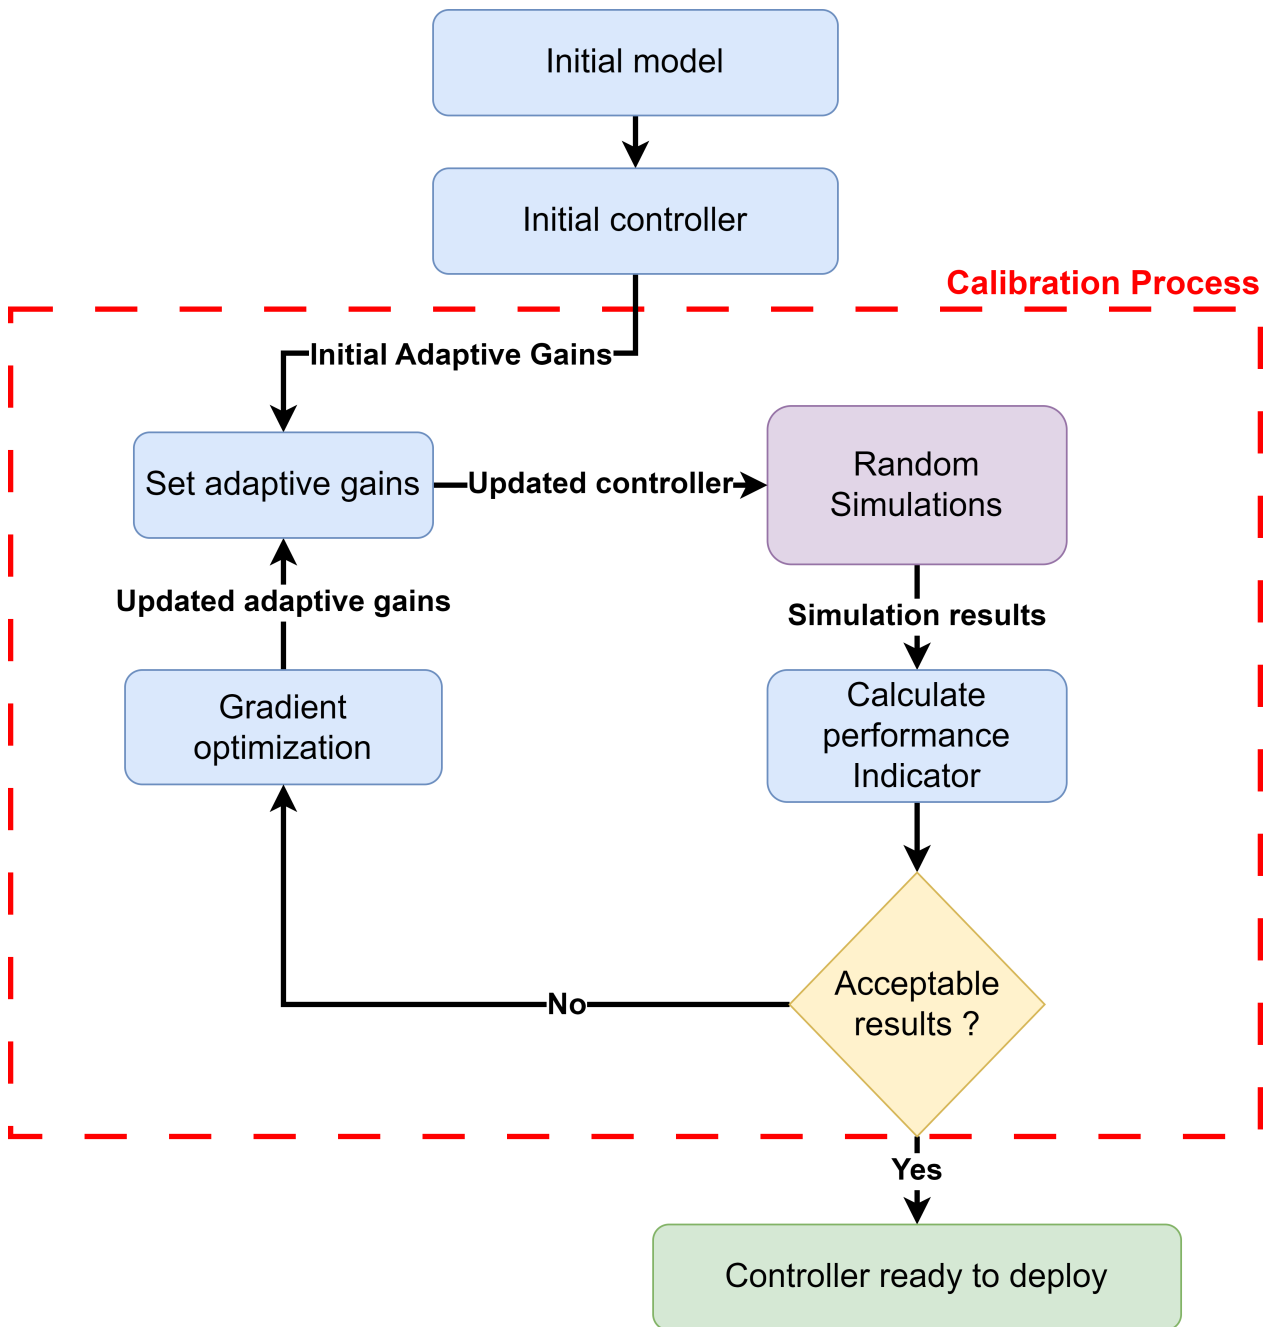 Initial model
Initial controller
Calibration Process
Initial Adaptive Gains
Set adaptive gains
Updated controller
Random
Simulations
Updated adaptive gains
Simulation results
Gradient
optimization
Calculate
performance
Indicator
Acceptable
results ?
No
Yes
Controller ready to deploy